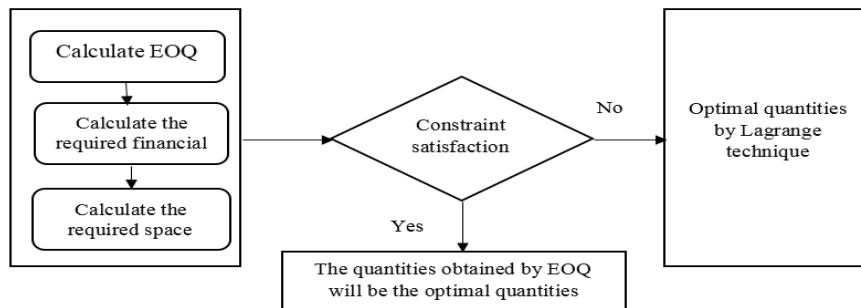 Calculate EOQ
Calculate the
required financial
Calculate the
required space
Constraint
satisfaction
No
Optimal quantities
by Lagrange
technique
Yes
The quantities obtained by EOQ
will be the optimal quantities